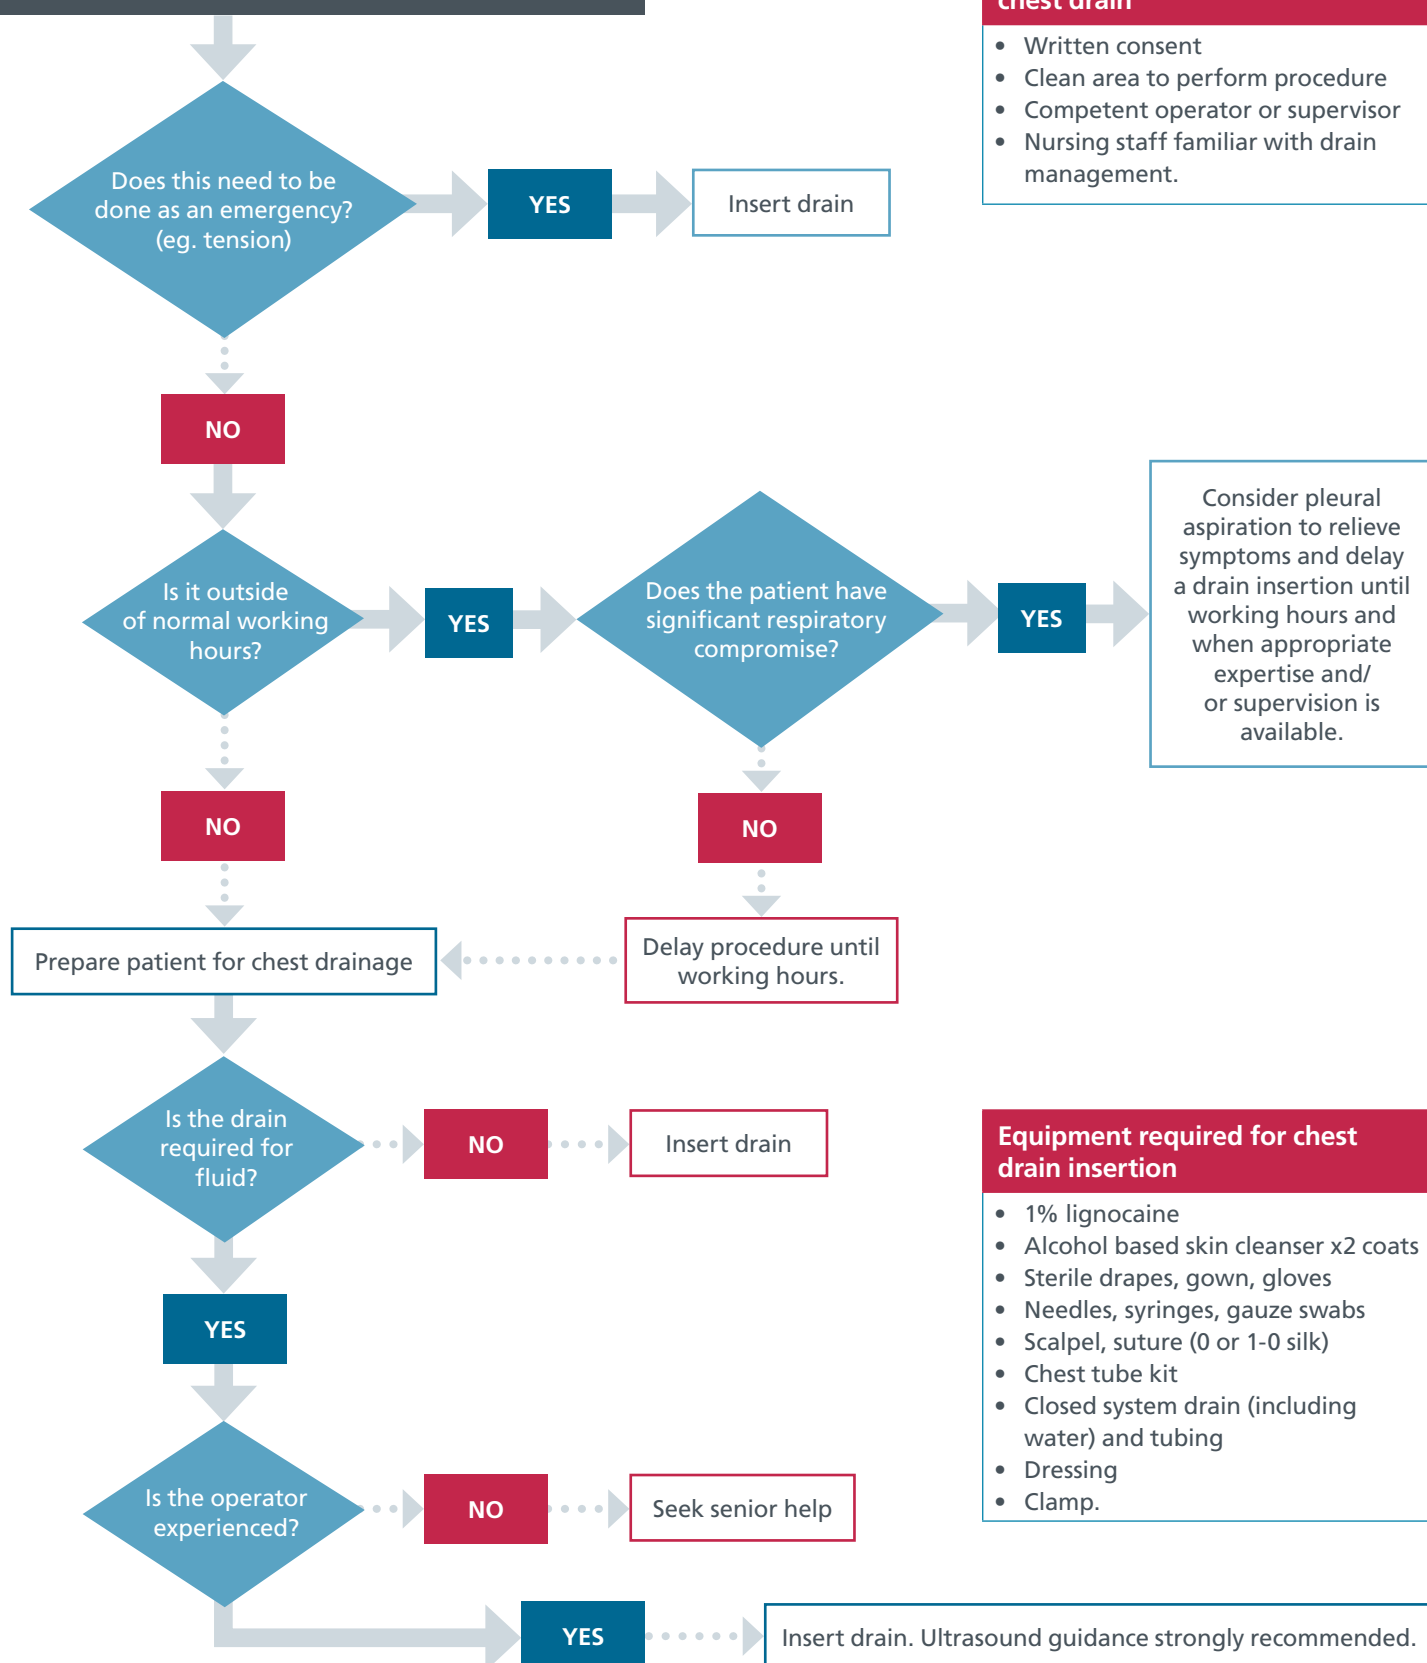 chest drain
• Written consent
• Clean area to perform procedure
• Competent operator or supervisor
• Nursing staff familiar with drain
management.
Does this need to be
done as an emergency?
(eg. tension)
YES
Insert drain
NO
Is it outside
of normal working
hours?
YES
Does the patient have
significant respiratory
compromise?
YES
Consider pleural
aspiration to relieve
symptoms and delay
a drain insertion until
working hours and
when appropriate
expertise and/
or supervision is
available.
NO
NO
Prepare patient for chest drainage
Delay procedure until
working hours.
Is the drain
required for
fluid?
NO
Insert drain
YES
Equipment required for chest
drain insertion
• 1% lignocaine
• Alcohol based skin cleanser x2 coats
• Sterile drapes, gown, gloves
• Needles, syringes, gauze swabs
• Scalpel, suture (0 or 1-0 silk)
• Chest tube kit
• Closed system drain (including
water) and tubing
• Dressing
• Clamp.
Is the operator
experienced?
NO
Seek senior help
YES
Insert drain. Ultrasound guidance strongly recommended.